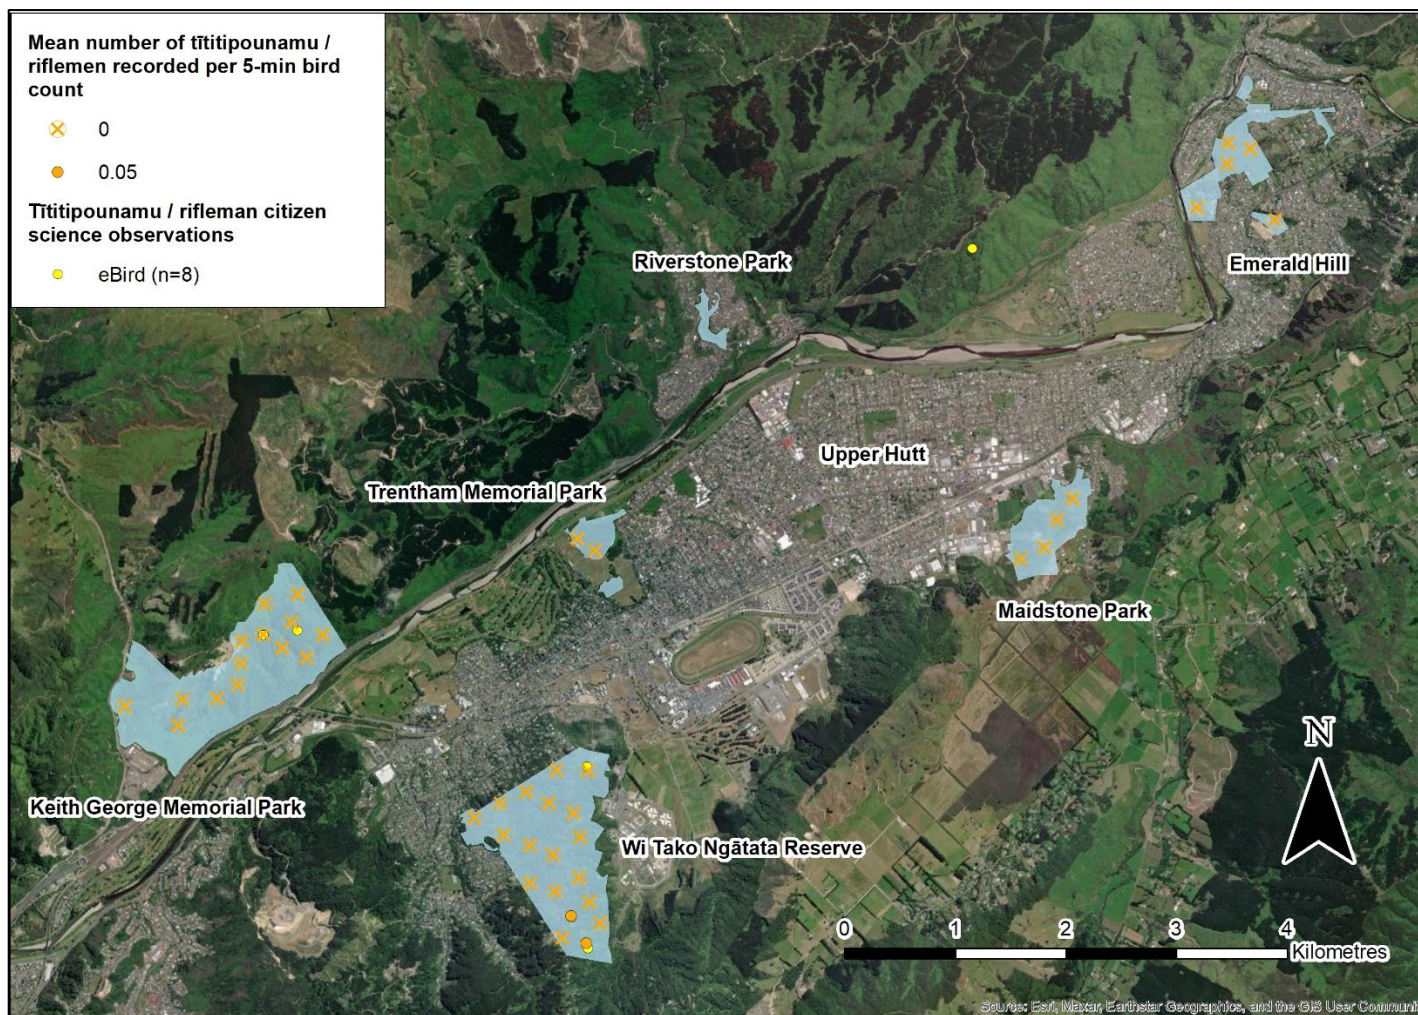 Mean number of tītitipounamu /
riflemen recorded per 5-min bird
count
0
0.05
Tītitipounamu / rifleman citizen
science observations
eBird (n=8)
Riverstone Park
Emerald Hill
Upper Hutt
Trentham Memorial Park
Maidstone Park
Keith George Memorial Park
Wi Tako Ngātata Reserve
N
0 1 2 3 4
Kilometres
Source: Esri, Maxar, Earthstar Geographics, and the GIS User Communit